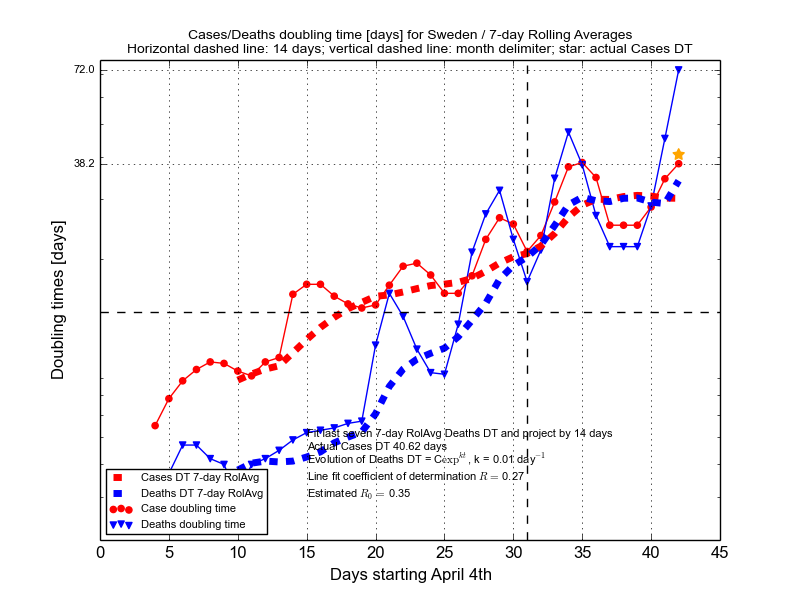 Cases/Deaths doubling time [days] for Sweden / 7-day Rolling Averages
Horizontal dashed line: 14 days; vertical dashed line: month delimiter; star: actual Cases DT
72.0
38.2
Doubling times [days]
Fit last seven 7-day RolAvg Deaths DT and project by 14 days
Actual Cases DT 40.62 days
Evolution of Deaths DT = Cexp^{kt}, k = 0.01 day^{-1}
Line fit coefficient of determination R = 0.27
Estimated R_0 = 0.35
Cases DT 7-day RolAvg
Deaths DT 7-day RolAvg
Case doubling time
Deaths doubling time
0 5 10 15 20 25 30 35 40 45
Days starting April 4th